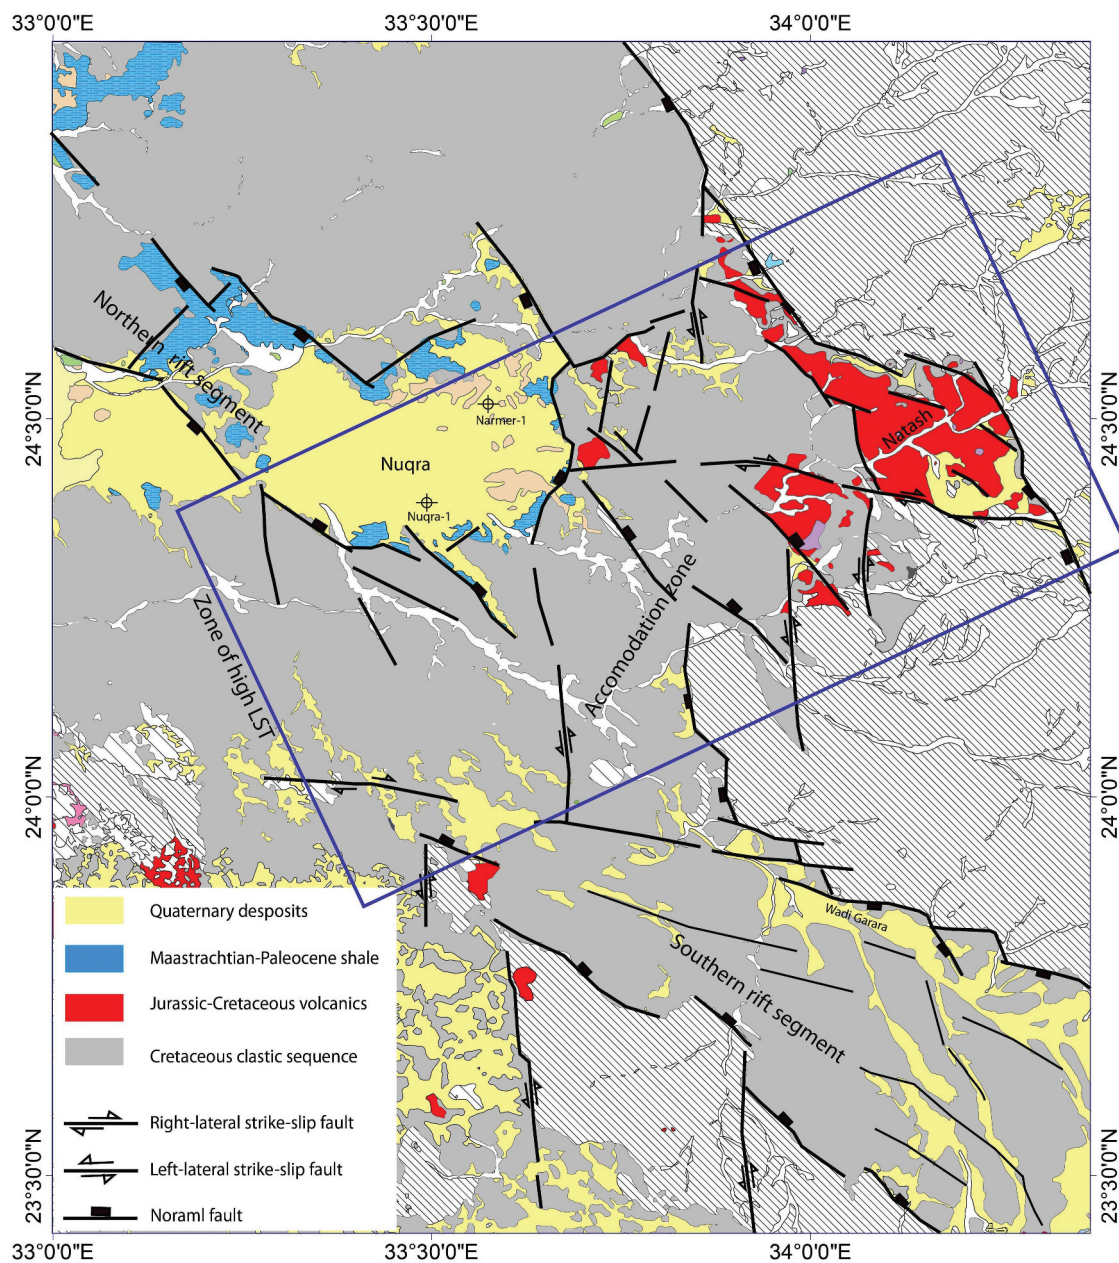 33°0'0"E
33°30'0"E
34°0'0"E
24°30'0"N
24°30'0"N
24°0'0"N
24°0'0"N
23°30'0"N
23°30'0"N
Northern rift segment
Narmer-1
Nuqra
Nuqra-1
Natash
Zone of high LST
Accomodation zone
Wadi Garara
Southern rift segment
Quaternary desposits
Maastrachtian-Paleocene shale
Jurassic-Cretaceous volcanics
Cretaceous clastic sequence
Right-lateral strike-slip fault
Left-lateral strike-slip fault
Noraml fault
33°0'0"E
33°30'0"E
34°0'0"E